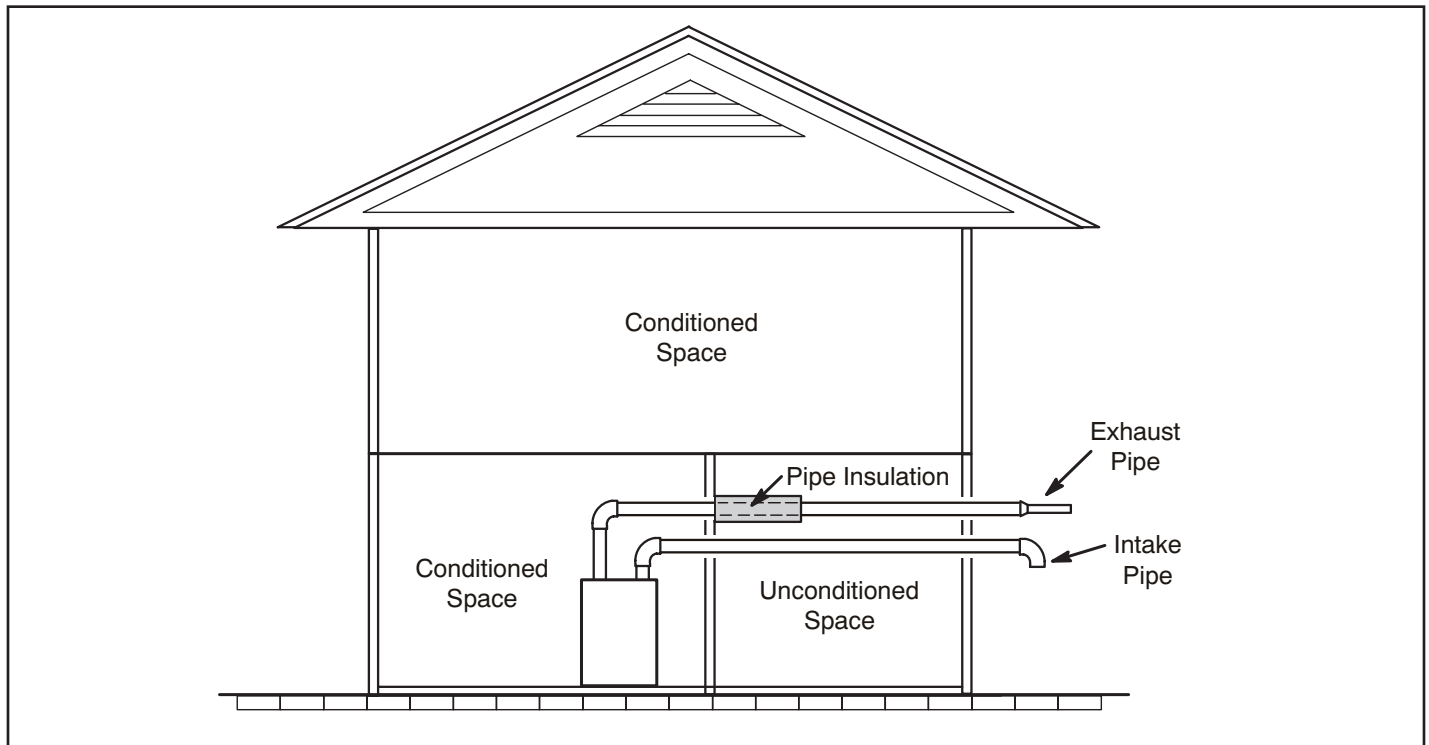 Conditioned
Space
Exhaust
Pipe
Pipe Insulation
Intake
Pipe
Conditioned
Space
Unconditioned
Space